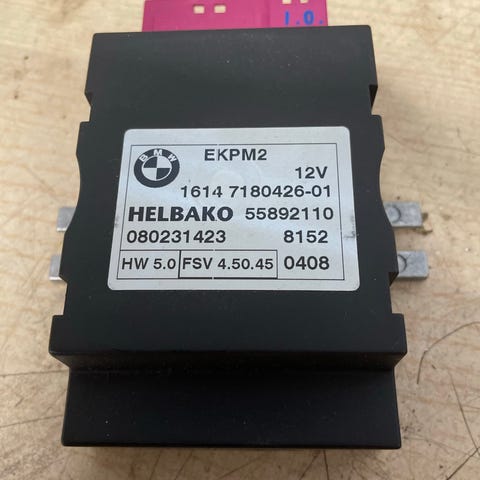 I.O.
BMW
EKPM2
12V
1614 7180426-01
HELBAKO 55892110
080231423 8152
HW 5.0 FSV 4.50.45 0408